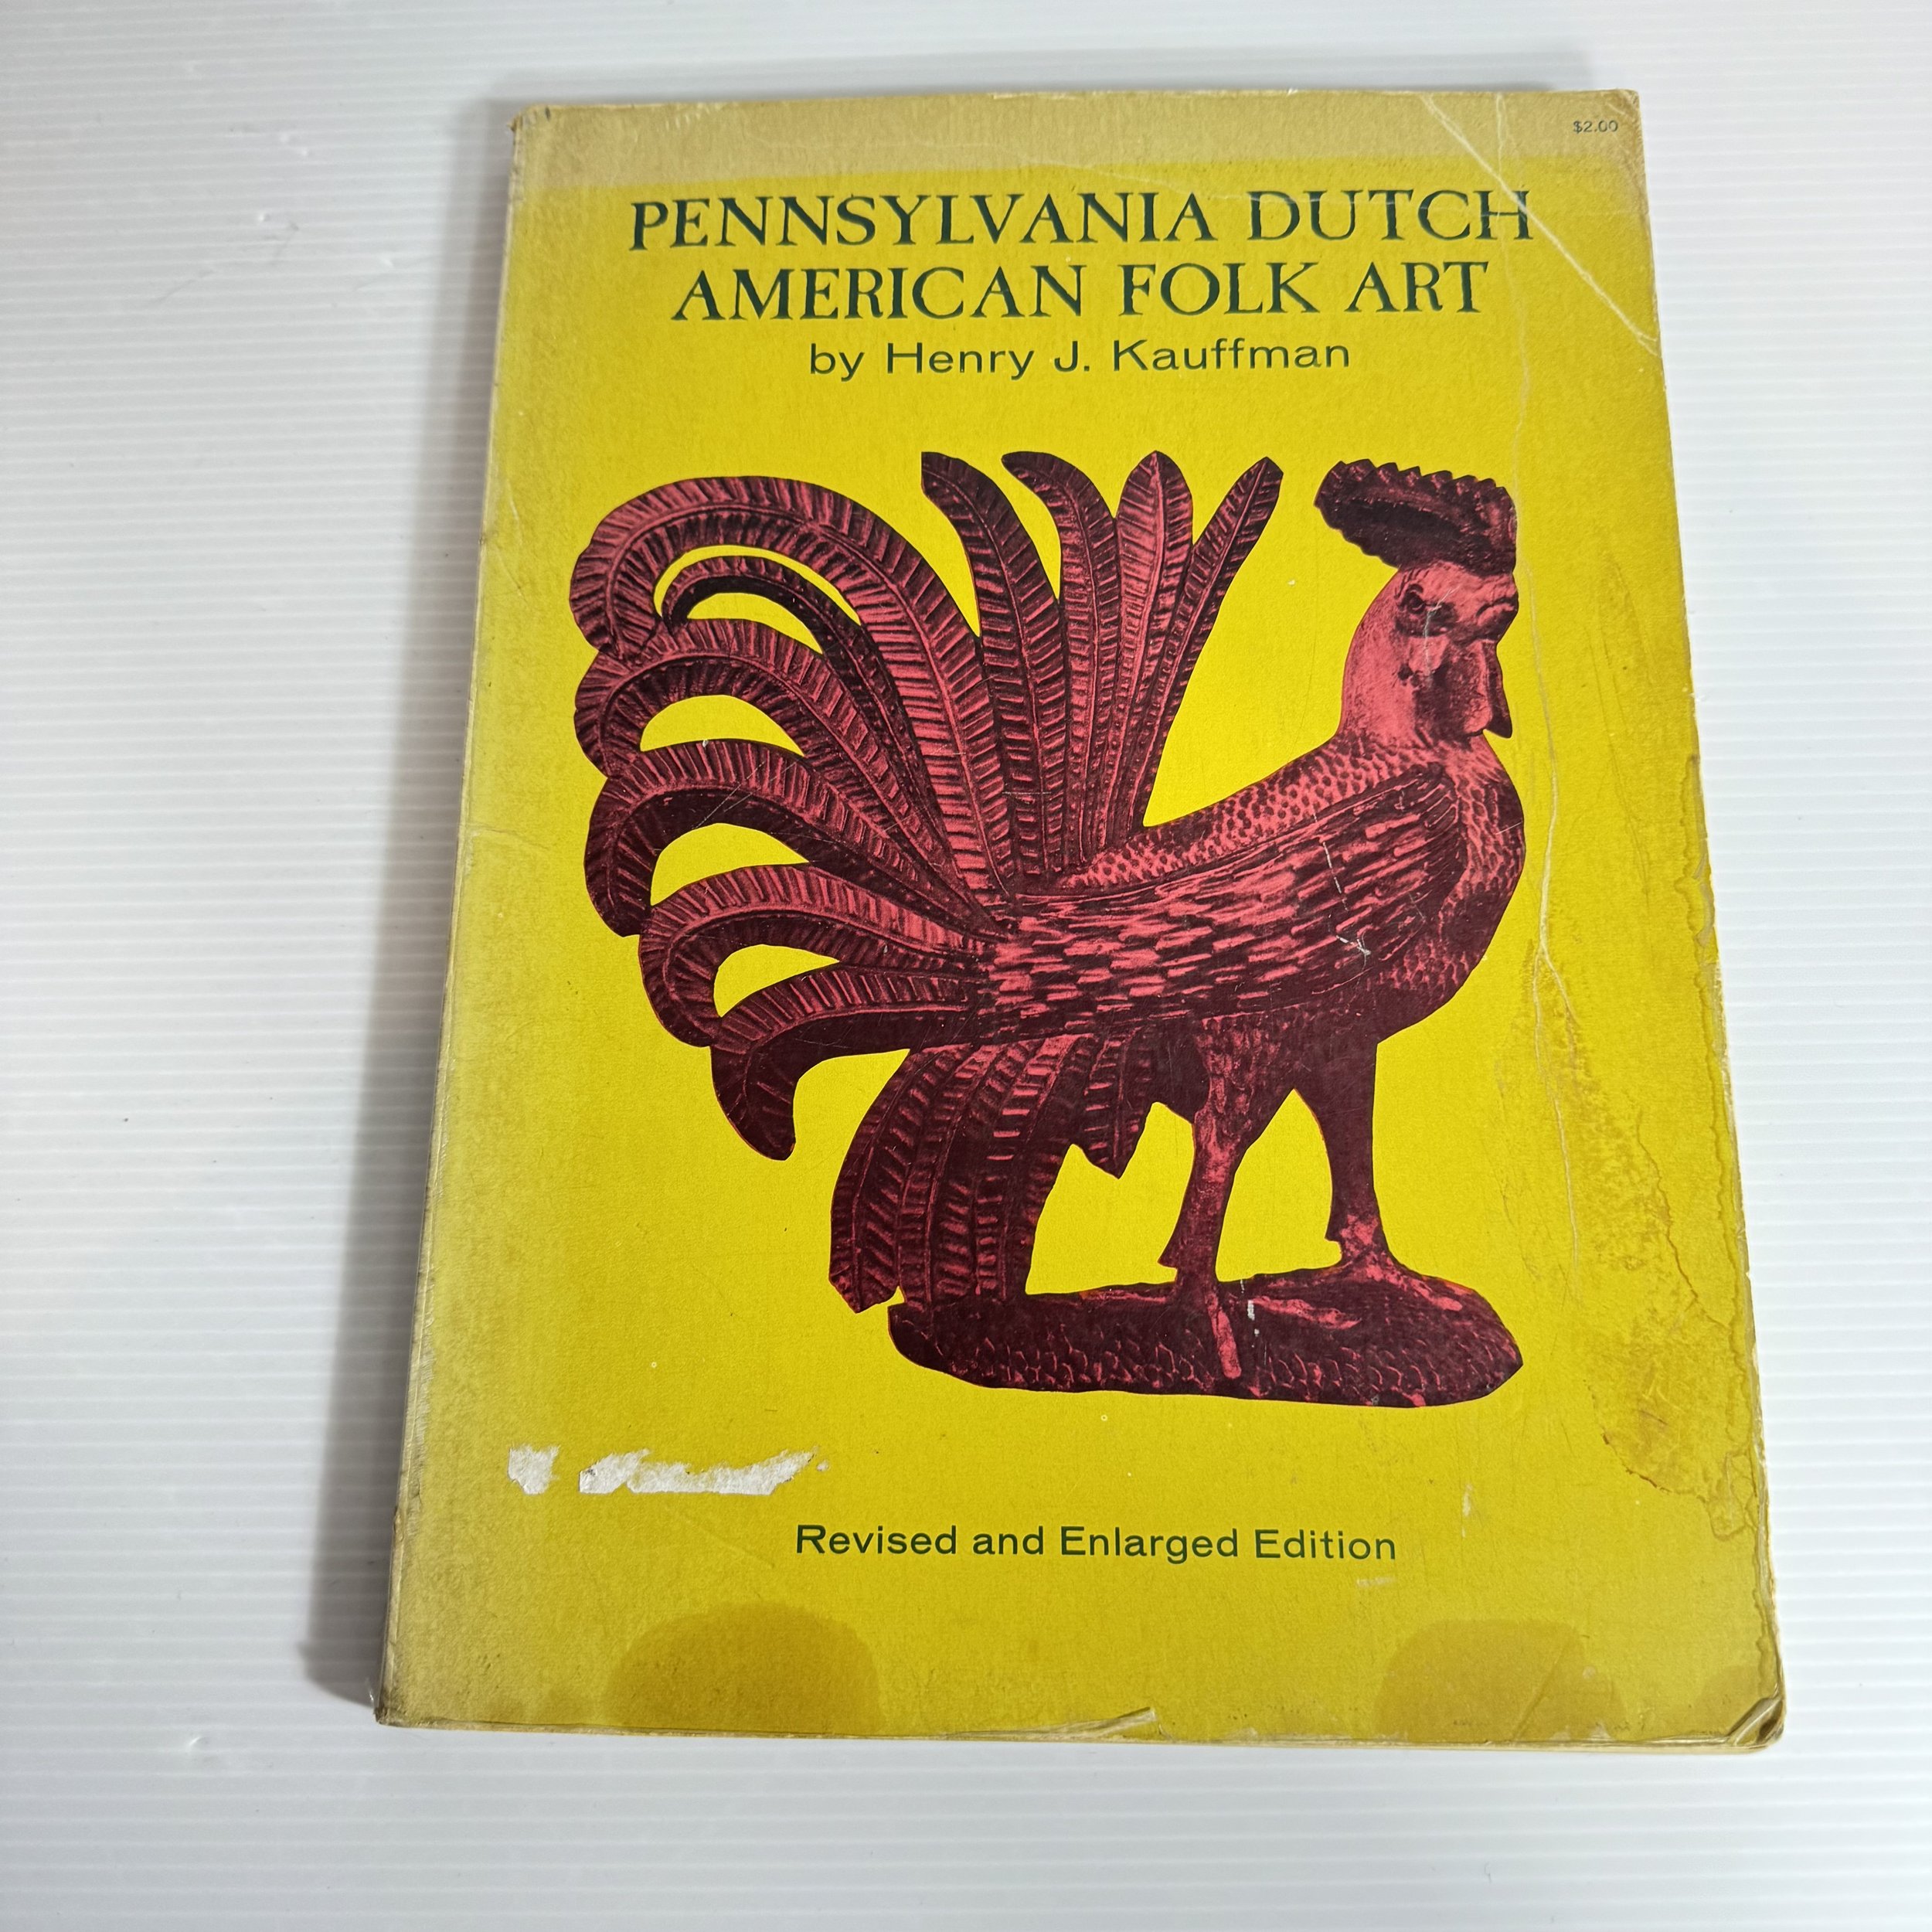 $2.00
PENNSYLVANIA DUTCH
AMERICAN FOLK ART
by Henry J. Kauffman
Revised and Enlarged Edition